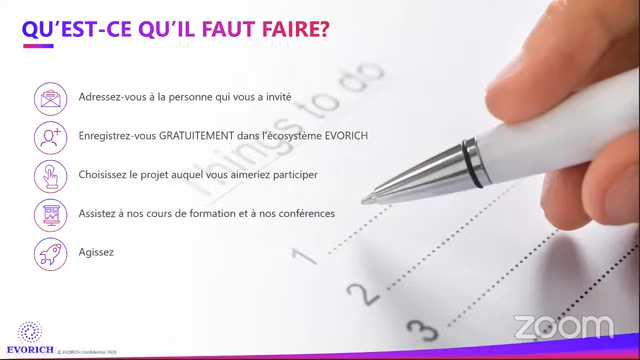 QU'EST-CE QU'IL FAUT FAIRE?
Adressez-vous à la personne qui vous a invité
Enregistrez-vous GRATUITEMENT dans l'écosystème EVORICH
Choisissez le projet auquel vous aimeriez participer
Assistez à nos cours de formation et à nos conférences
Agissez
Things to do
1
2
3
EVORICH
© EVORICH Confidential 2020
zoom